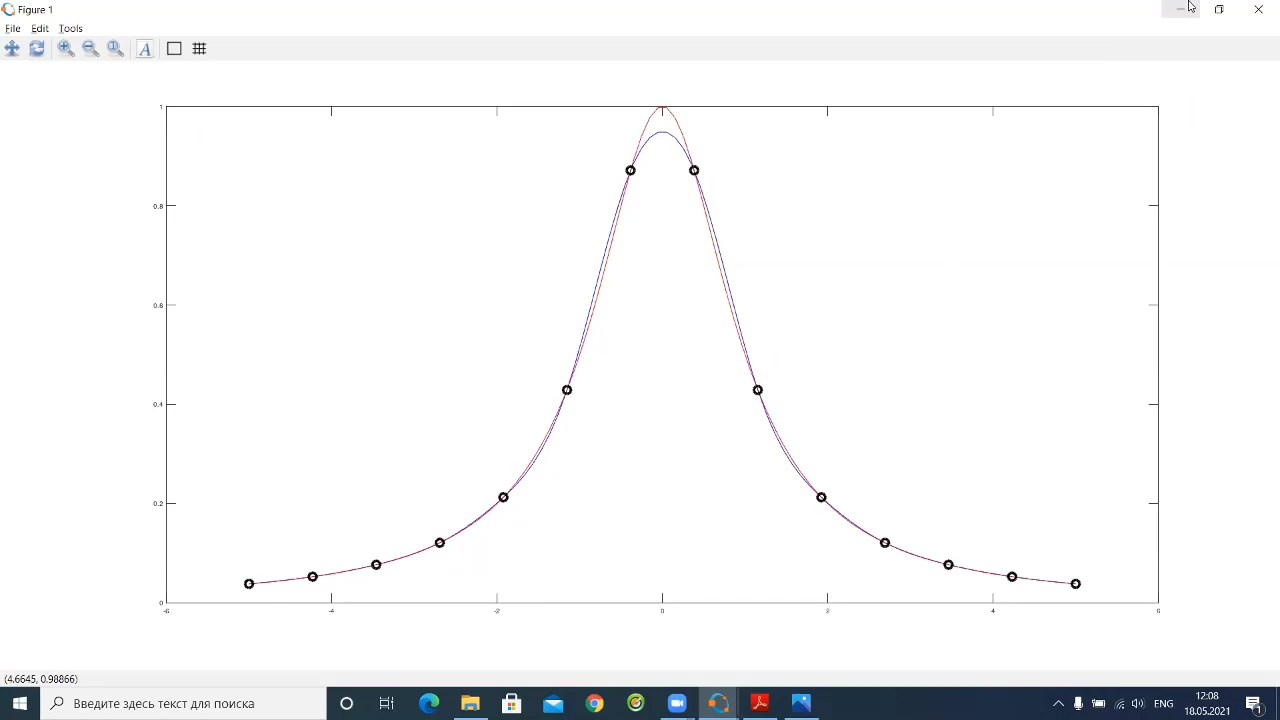 Figure 1
File Edit Tools
A
1
0.8
0.6
0.4
0.2
0
-6 -4 -2 0 2 4 6
(4.6645, 0.98866)
Введите здесь текст для поиска
ENG
12:08
18.05.2021
1